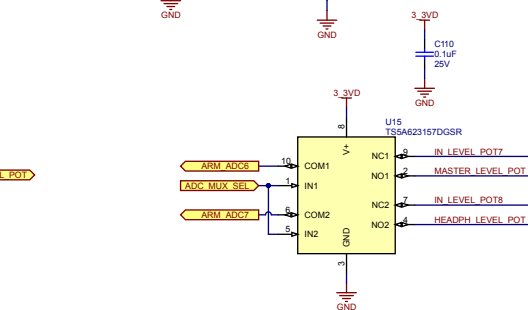 GND
GND
3_3VD
C110
0.1uF
25V
GND
3_3VD
U15
TS5A623157DGSR
8
V+
ARM_ADC6
10
COM1
NC1
9
IN_LEVEL_POT7
L_POT
ADC_MUX_SEL
1
IN1
NO1
2
MASTER_LEVEL_POT
NC2
7
IN_LEVEL_POT8
ARM_ADC7
6
COM2
NO2
4
HEADPH_LEVEL_POT
5
IN2
GND
3
GND